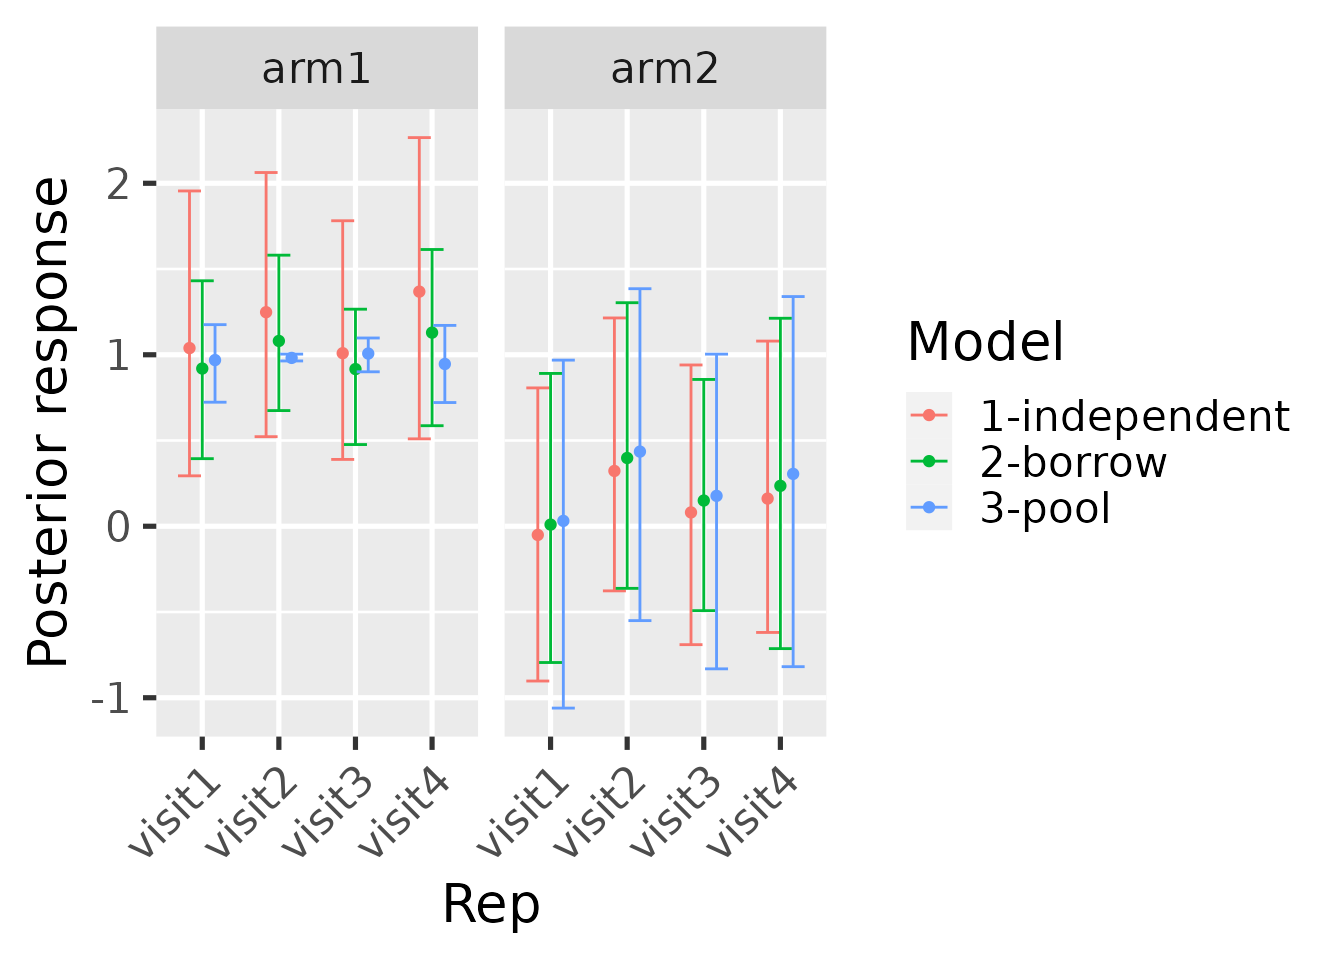 arm1
arm2
Posterior response
2
1
0
-1
visit1
visit2
visit3
visit4
visit1
visit2
visit3
visit4
Rep
Model
1-independent
2-borrow
3-pool